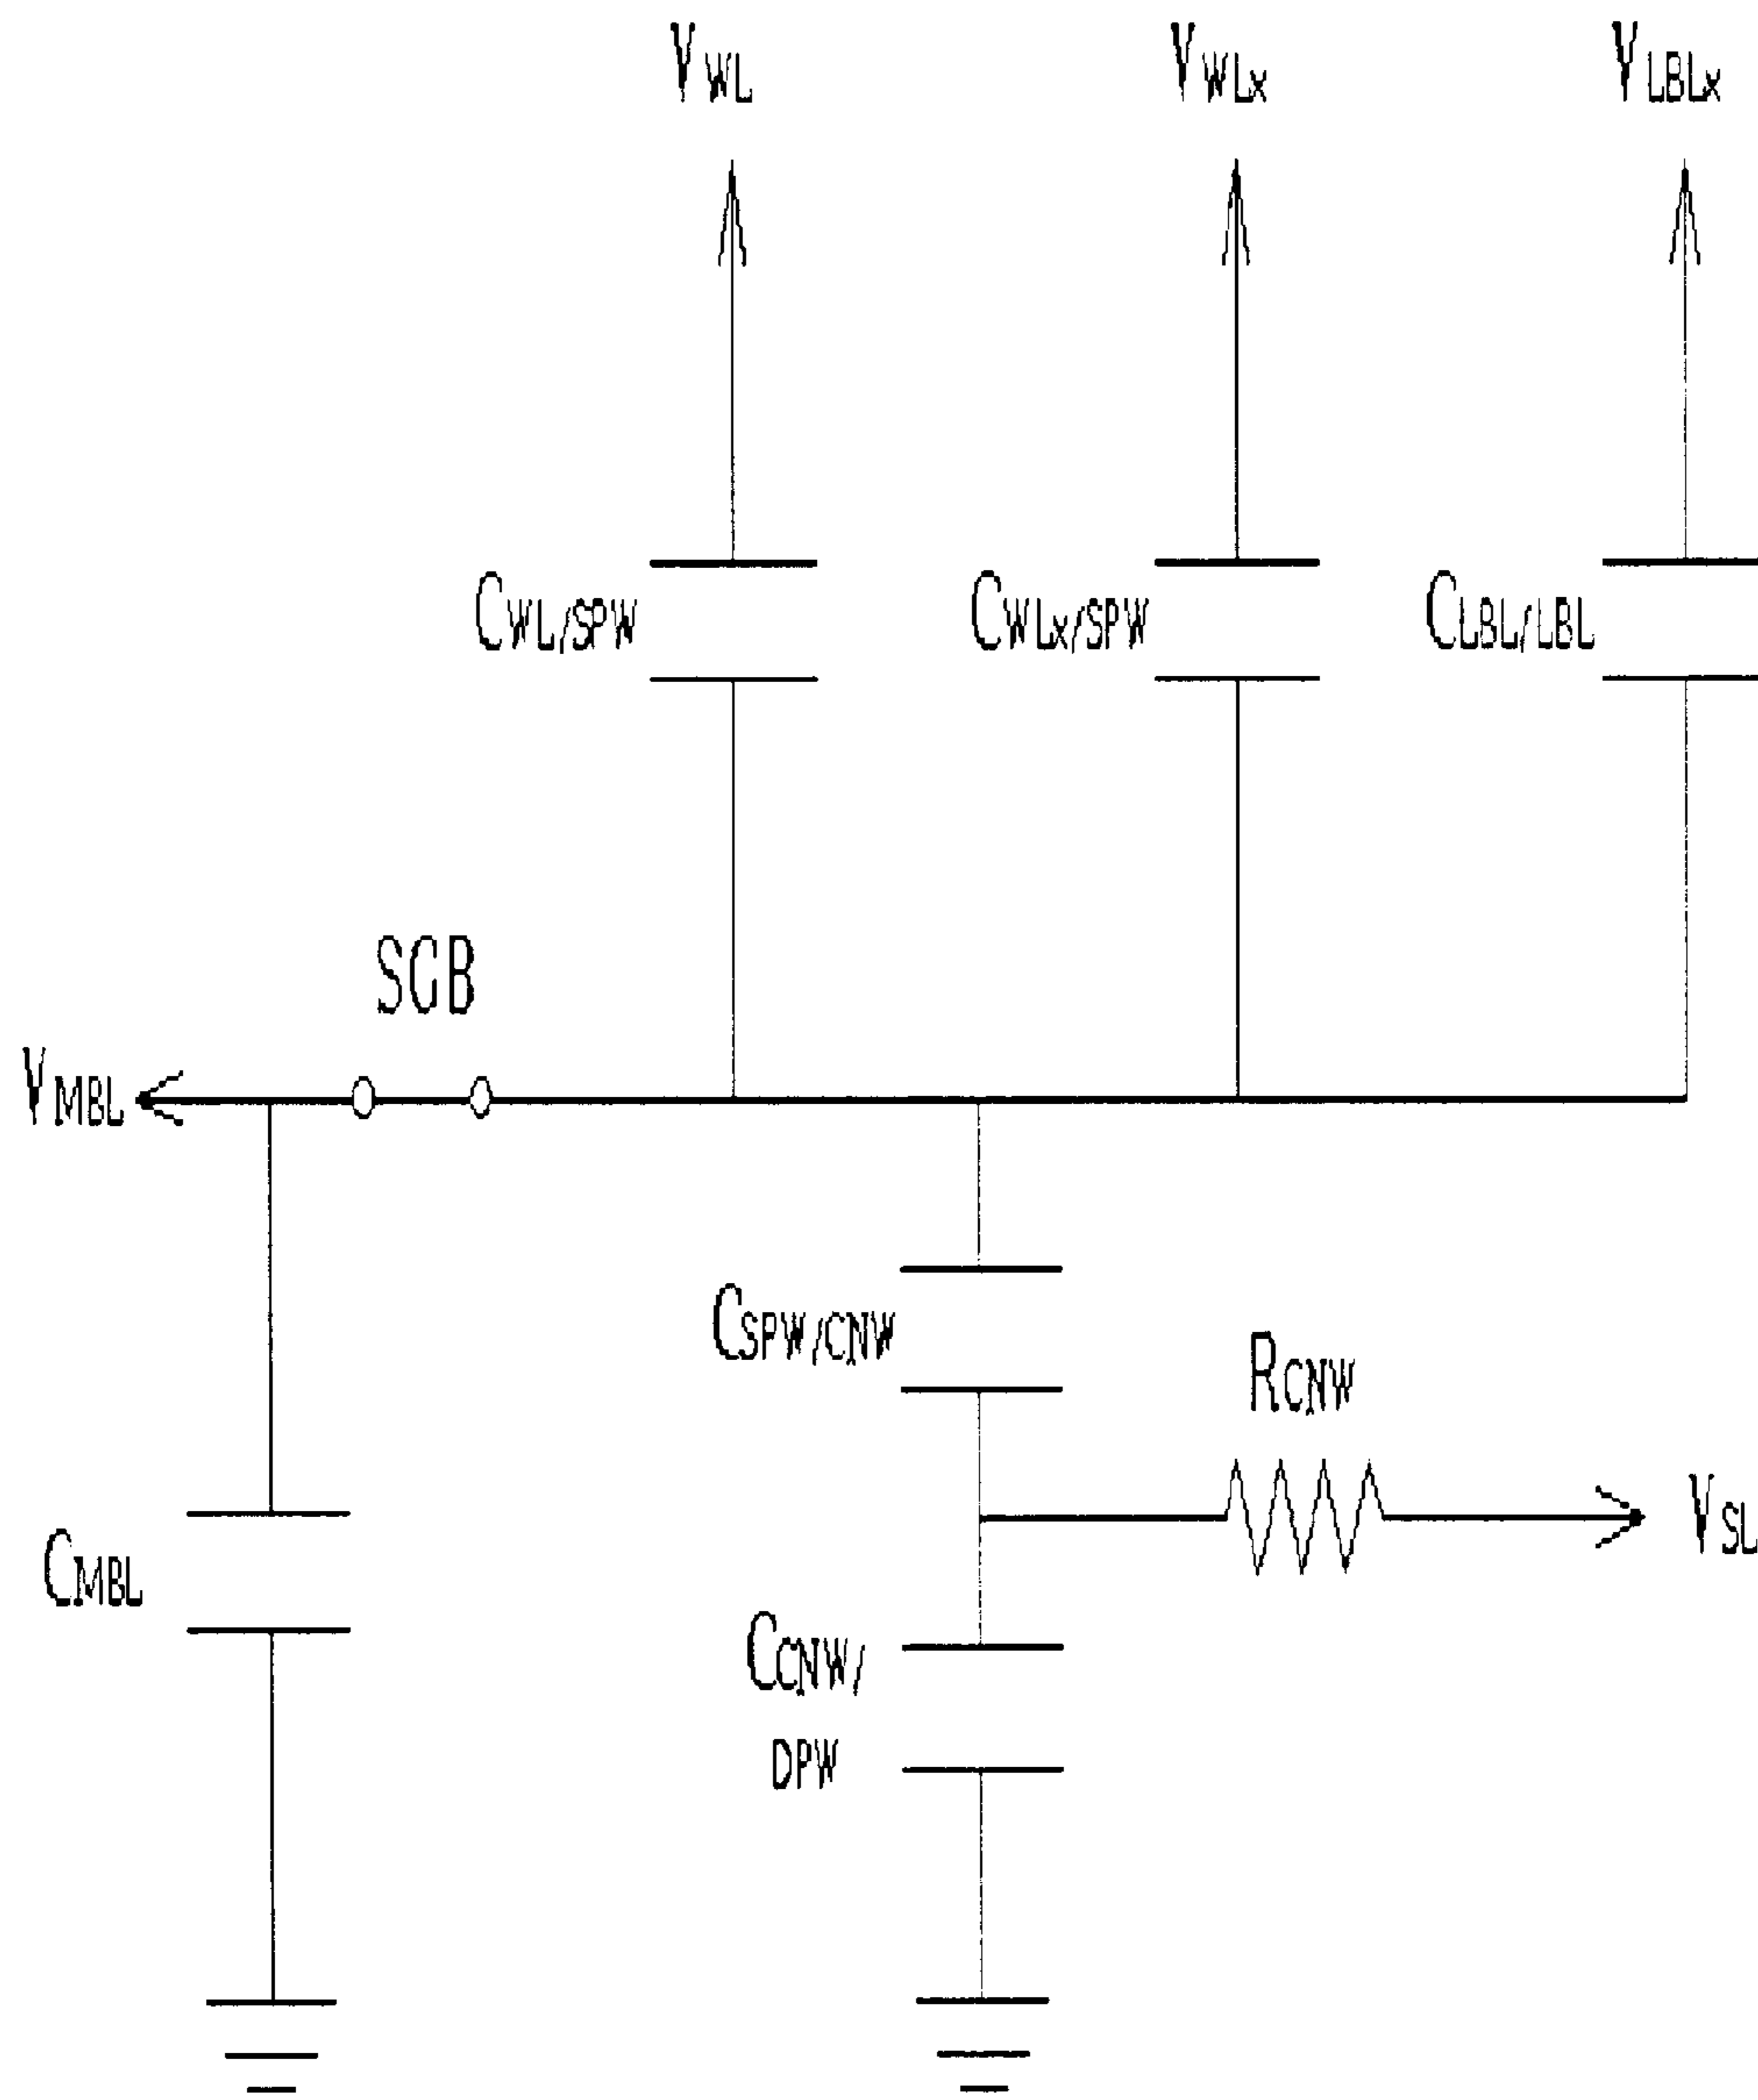 VWL
VWLx
VLBLx
CWL/SPW
CWLx/SPW
CLBL/LBL
SGB
VMBL
CSPW/CNW
RCNW
VSL
CMBL
CCNW/
DPW